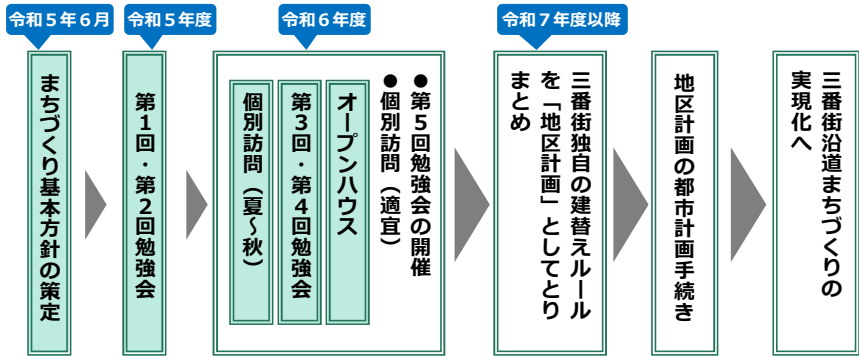 令和５年６月
まちづくり基本方針の策定
令和５年度
第１回・第２回勉強会
令和６年度
個別訪問（夏～秋）
第３回・第４回勉強会
オープンハウス
●第５回勉強会の開催
●個別訪問（適宜）
令和７年度以降
三番街独自の建替えルール
を「地区計画」としてとり
まとめ
地区計画の都市計画手続き
三番街沿道まちづくりの
実現化へ